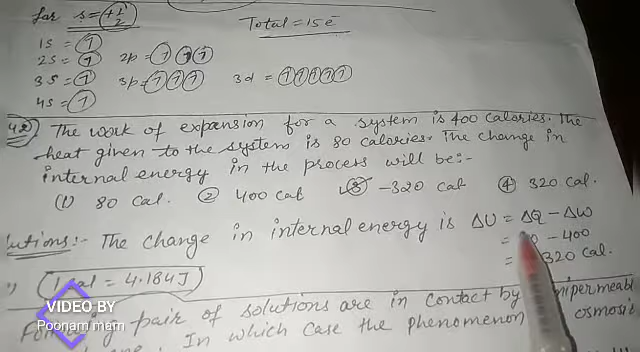 for s = +1/2
Total = 15 e⁻
1s = 1
2s = 1 2p = 1 1 1
3s = 1 3p = 1 1 1 3d = 1 1 1 1 1
4s = 1
42) The work of expansion for a system is 400 calories. The
heat given to the system is 80 calories. The change in
internal energy in the process will be:-
(1) 80 cal. (2) 400 cal (3) -320 cal (4) 320 cal.
lutions:- The change in internal energy is ΔU = ΔQ - ΔW
= - 400
= 320 cal.
(1 cal = 4.184 J)
pair of solutions are in contact by
In which case the phenomenon osmosi
VIDEO BY
Poonam mam